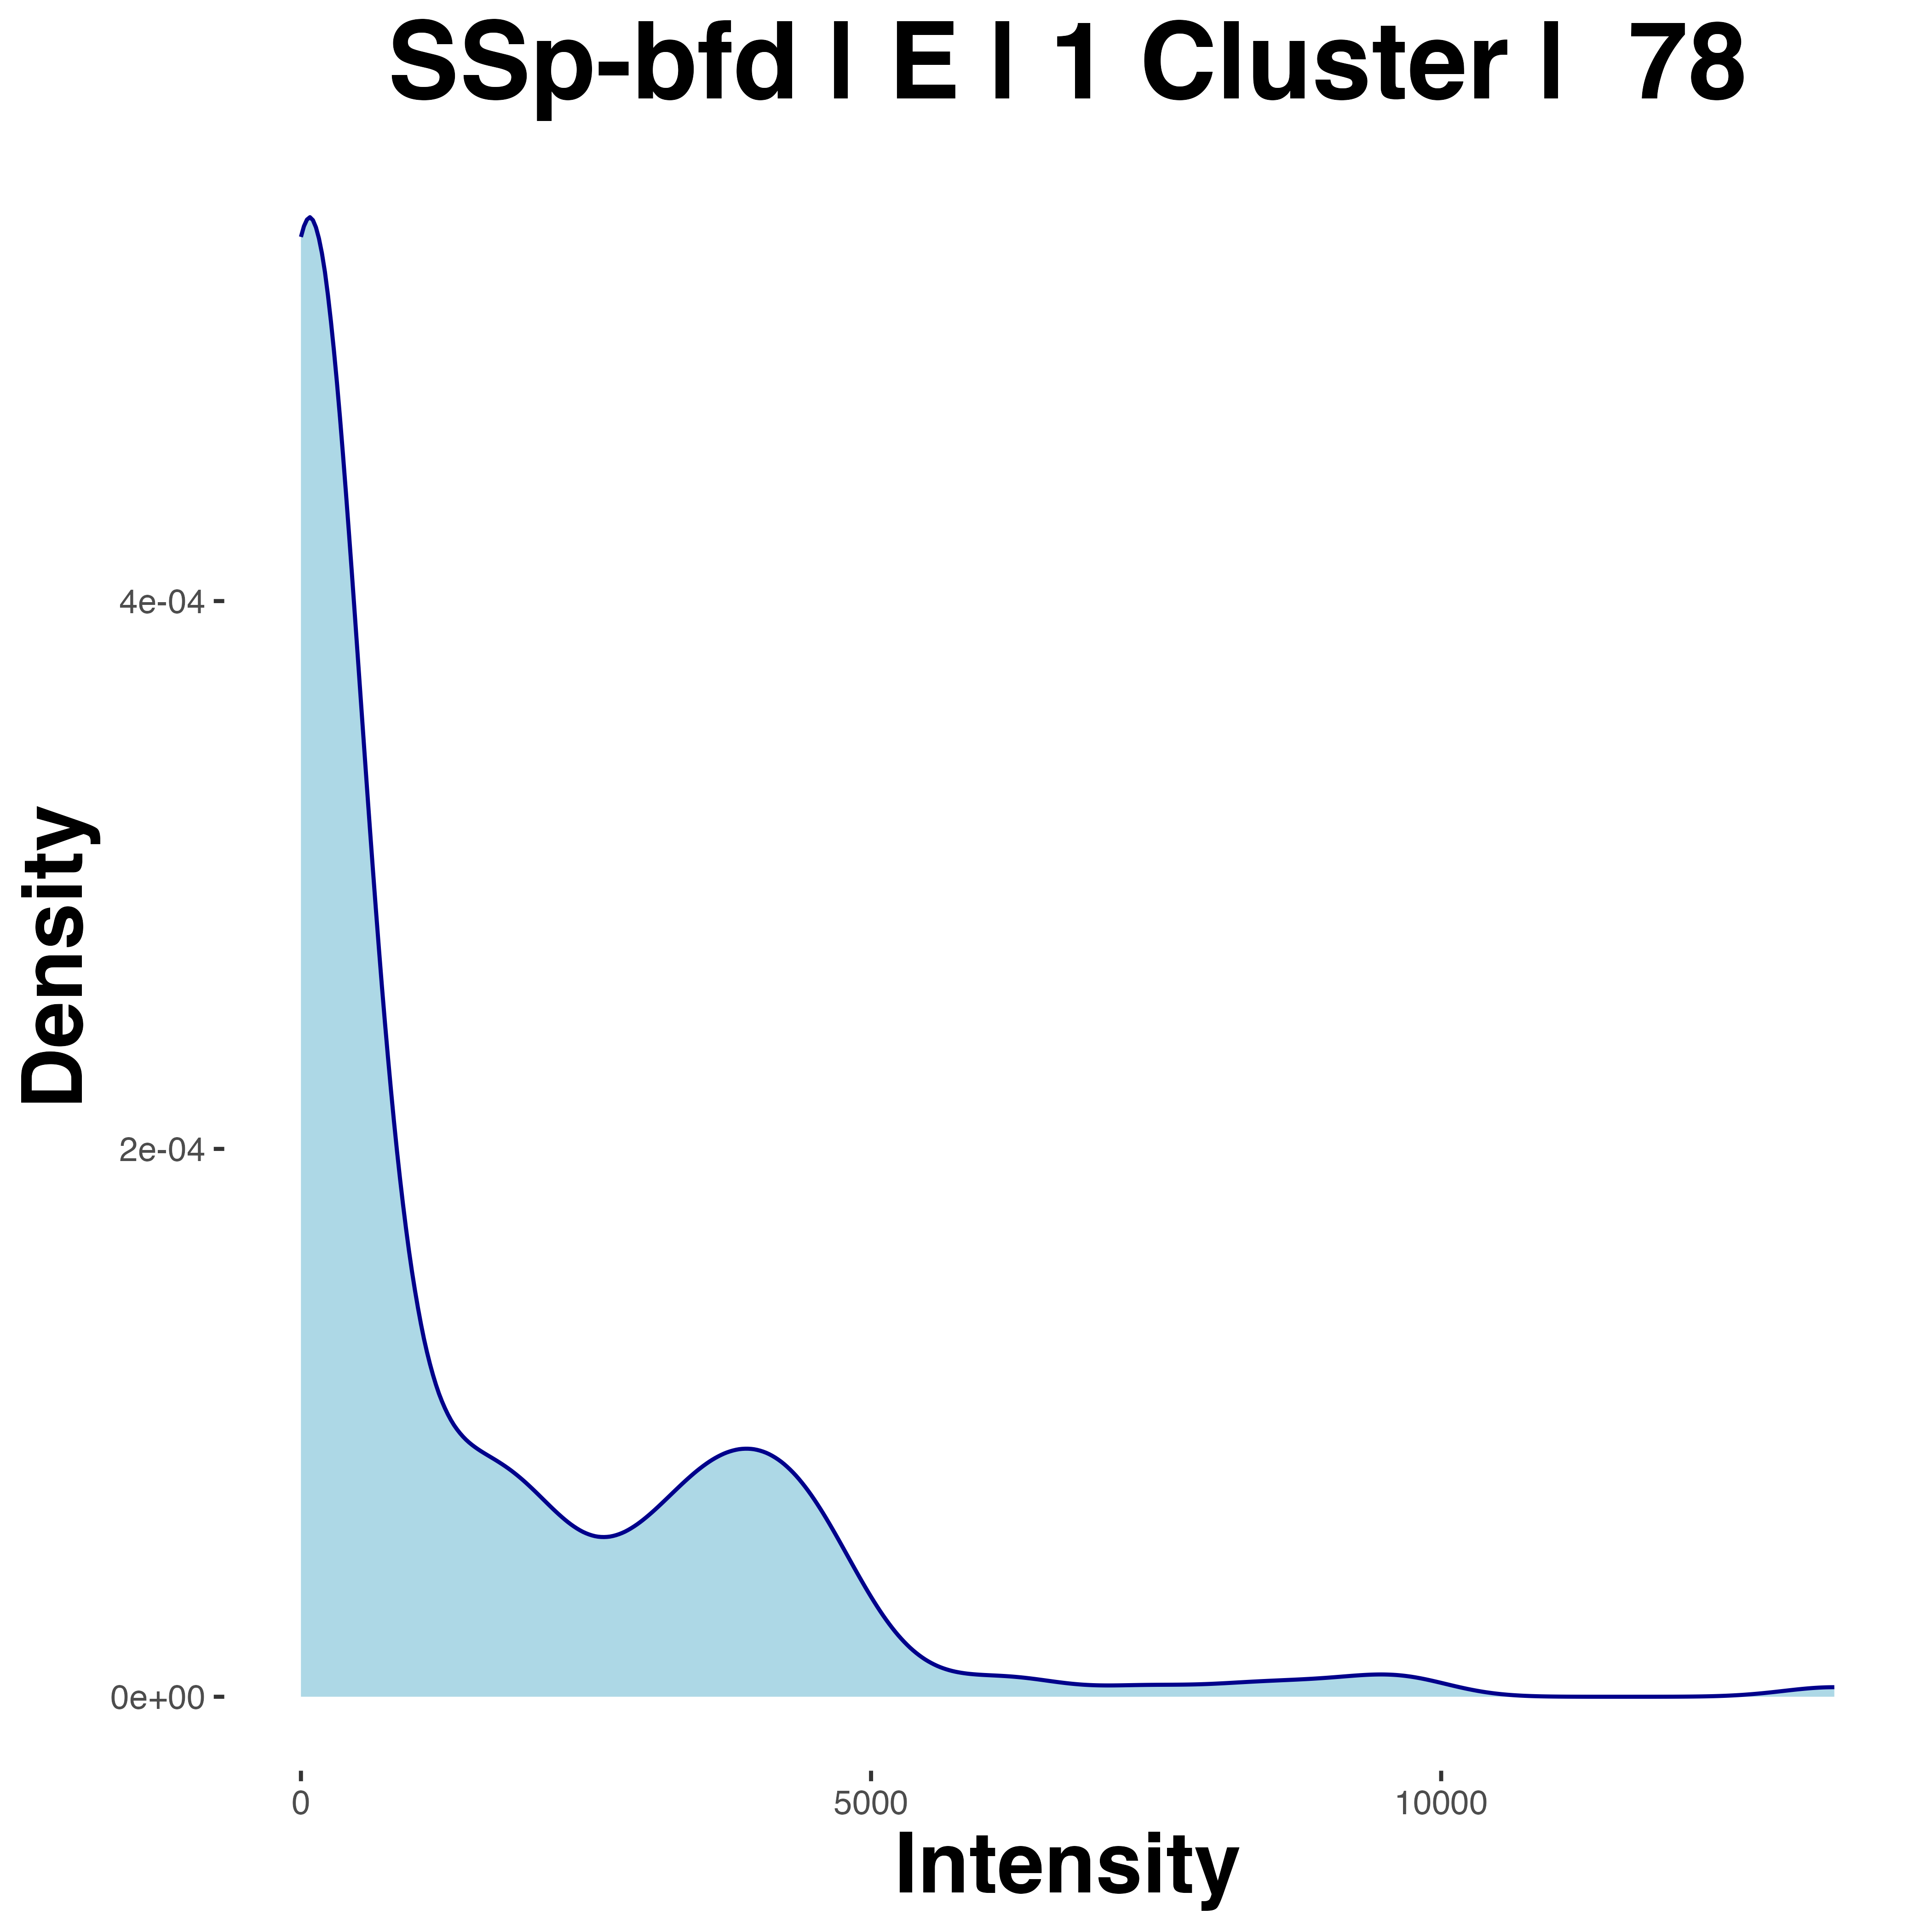 SSp-bfd | E | 1 Cluster | 78
Density
4e-04
2e-04
0e+00
0
5000
10000
Intensity